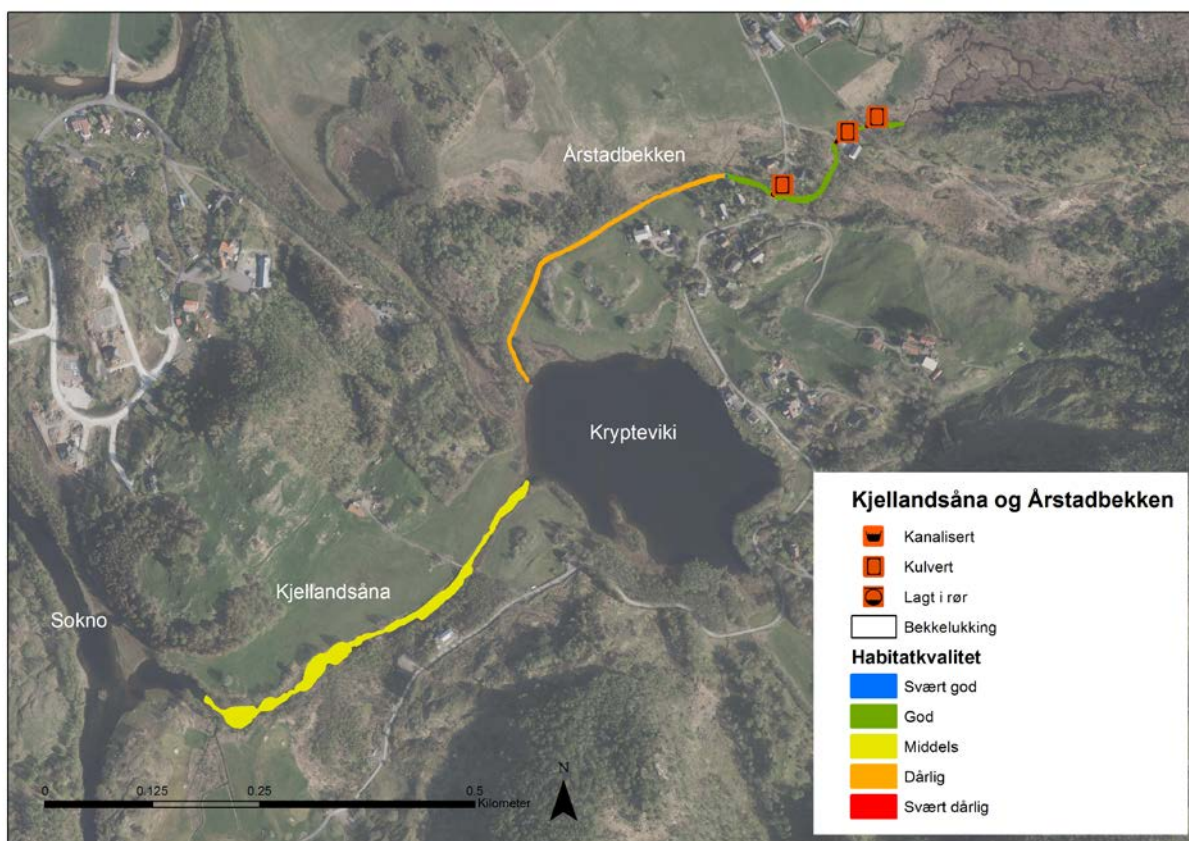 Årstadbekken
Krypteviki
Kjellandsåna
Sokno
N
0 0.125 0.25 0.5
Kilometer
Kjellandsåna og Årstadbekken
Kanalisert
Kulvert
Lagt i rør
Bekkelukking
Habitatkvalitet
Svært god
God
Middels
Dårlig
Svært dårlig